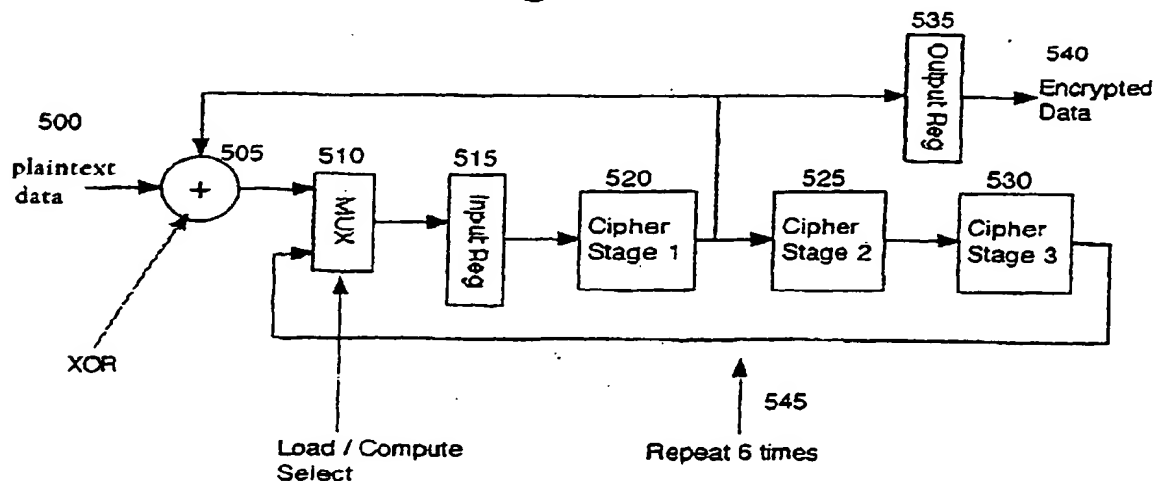 535
Output Reg
540
Encrypted
Data
500
plaintext
data
505
+
510
MUX
515
Input Reg
520
Cipher
Stage 1
525
Cipher
Stage 2
530
Cipher
Stage 3
XOR
545
Load / Compute
Select
Repeat 6 times